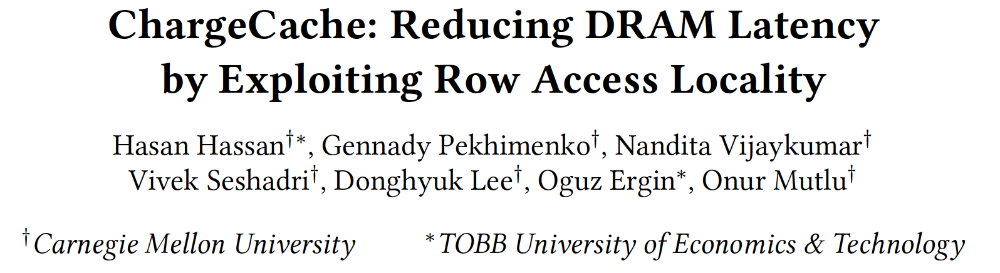 ChargeCache: Reducing DRAM Latency
by Exploiting Row Access Locality
Hasan Hassan†*, Gennady Pekhimenko†, Nandita Vijaykumar†
Vivek Seshadri†, Donghyuk Lee†, Oguz Ergin*, Onur Mutlu†
†Carnegie Mellon University *TOBB University of Economics & Technology